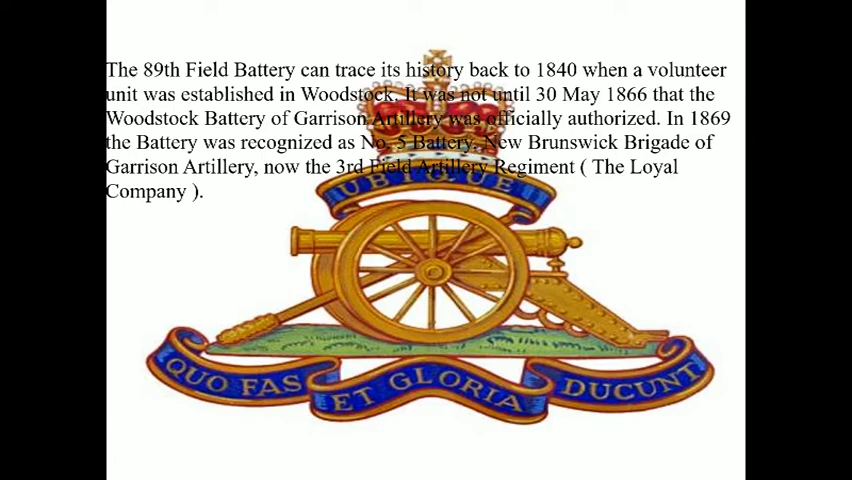 The 89th Field Battery can trace its history back to 1840 when a volunteer
unit was established in Woodstock. It was not until 30 May 1866 that the
Woodstock Battery of Garrison Artillery was officially authorized. In 1869
the Battery was recognized as No. 5 Battery, New Brunswick Brigade of
Garrison Artillery, now the 3rd Field Artillery Regiment ( The Loyal
Company ).
UBIQUE
QUO FAS ET GLORIA DUCUNT